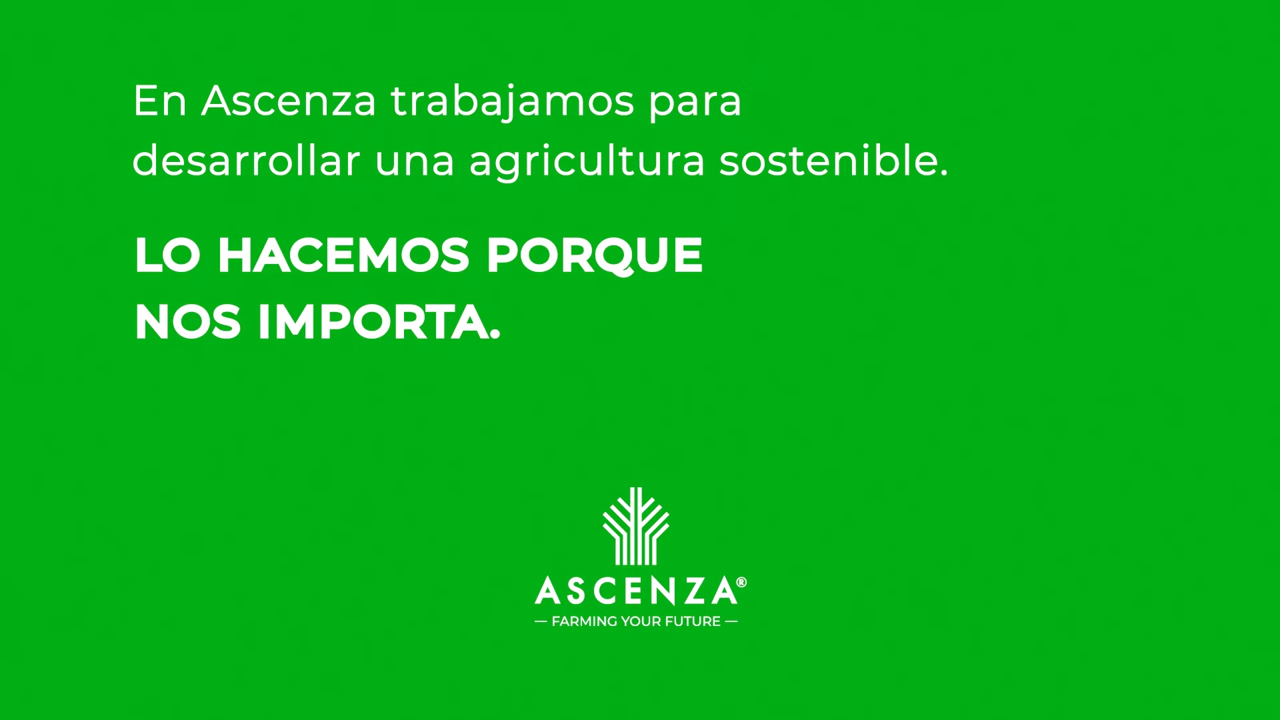 En Ascenza trabajamos para
desarrollar una agricultura sostenible.
LO HACEMOS PORQUE
NOS IMPORTA.
ASCENZA®
— FARMING YOUR FUTURE —